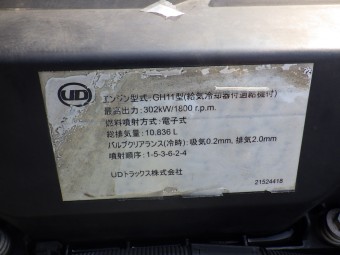 UD
エンジン型式:GH11型(給気冷却器付過給機付)
最高出力:302kW/1800 r.p.m.
燃料噴射方式:電子式
総排気量:10.836 L
バルブクリアランス(冷時):吸気0.2mm, 排気2.0mm
噴射順序:1-5-3-6-2-4
UDトラックス株式会社
21524418